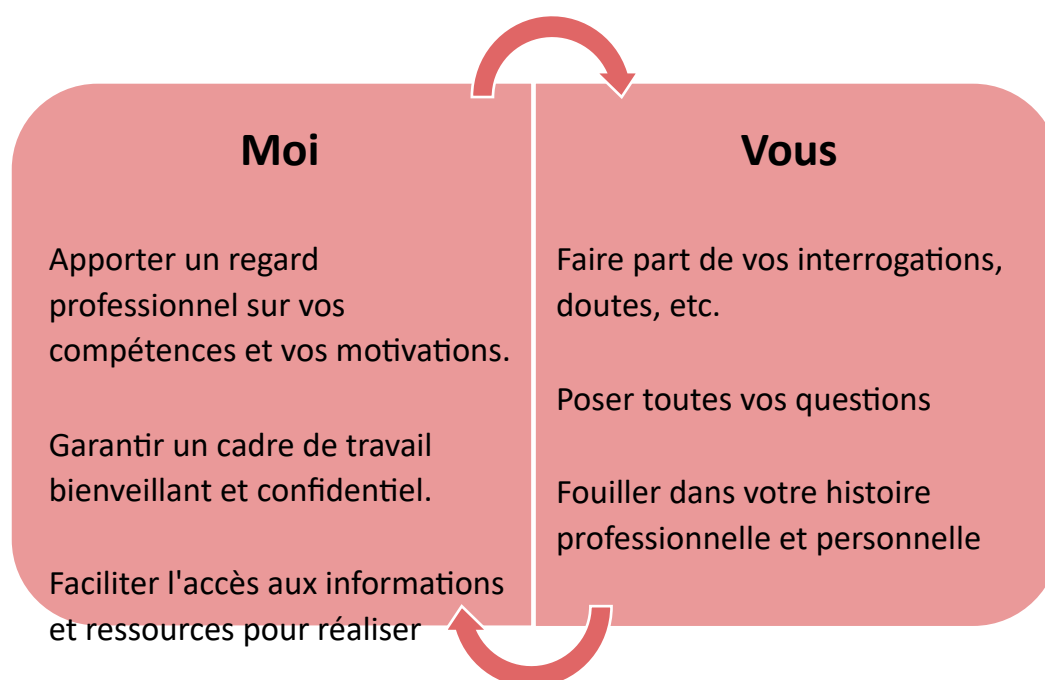 Moi
Apporter un regard
professionnel sur vos
compétences et vos motivations.
Garantir un cadre de travail
bienveillant et confidentiel.
Faciliter l'accès aux informations
et ressources pour réaliser
Vous
Faire part de vos interrogations,
doutes, etc.
Poser toutes vos questions
Fouiller dans votre histoire
professionnelle et personnelle